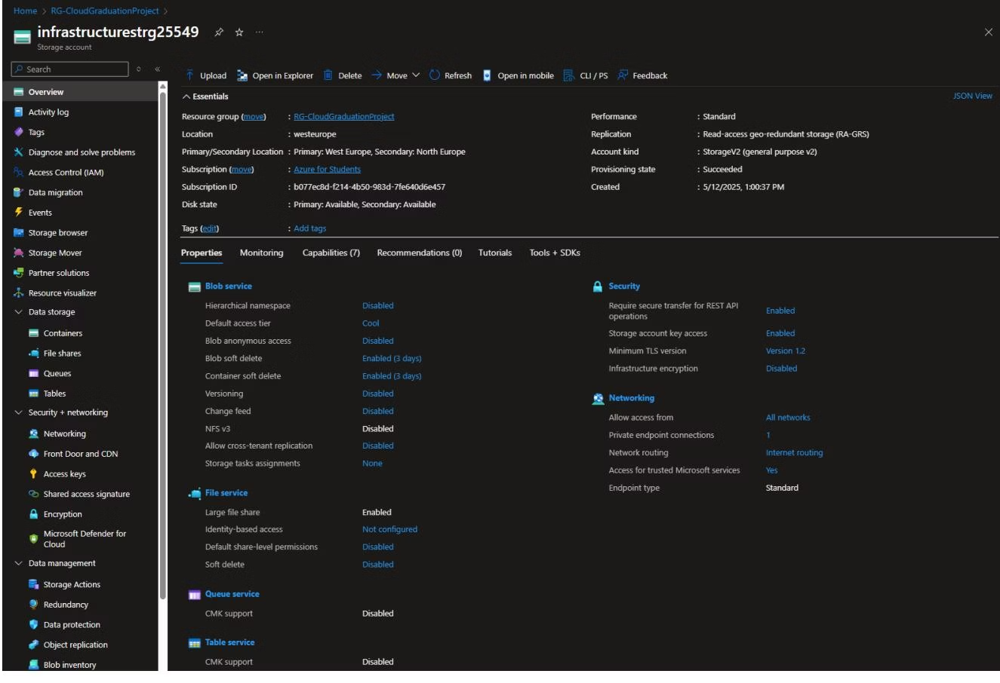 Home > RG-CloudGraduationProject >
infrastructurestrg25549
Storage account
Search
Overview
Activity log
Tags
Diagnose and solve problems
Access Control (IAM)
Data migration
Events
Storage browser
Storage Mover
Partner solutions
Resource visualizer
Data storage
Containers
File shares
Queues
Tables
Security + networking
Networking
Front Door and CDN
Access keys
Shared access signature
Encryption
Microsoft Defender for
Cloud
Data management
Storage Actions
Redundancy
Data protection
Object replication
Blob inventory
Upload Open in Explorer Delete Move Refresh Open in mobile CLI / PS Feedback
Essentials
JSON View
Resource group (move) : RG-CloudGraduationProject
Location : westeurope
Primary/Secondary Location : Primary: West Europe, Secondary: North Europe
Subscription (move) : Azure for Students
Subscription ID : b077ec8d-f214-4b50-983d-7fe640d6e457
Disk state : Primary: Available, Secondary: Available
Tags (edit) : Add tags
Performance : Standard
Replication : Read-access geo-redundant storage (RA-GRS)
Account kind : StorageV2 (general purpose v2)
Provisioning state : Succeeded
Created : 5/12/2025, 1:00:37 PM
Properties Monitoring Capabilities (7) Recommendations (0) Tutorials Tools + SDKs
Blob service
Hierarchical namespace Disabled
Default access tier Cool
Blob anonymous access Disabled
Blob soft delete Enabled (3 days)
Container soft delete Enabled (3 days)
Versioning Disabled
Change feed Disabled
NFS v3 Disabled
Allow cross-tenant replication Disabled
Storage tasks assignments None
File service
Large file share Enabled
Identity-based access Not configured
Default share-level permissions Disabled
Soft delete Disabled
Queue service
CMK support Disabled
Table service
CMK support Disabled
Security
Require secure transfer for REST API
operations Enabled
Storage account key access Enabled
Minimum TLS version Version 1.2
Infrastructure encryption Disabled
Networking
Allow access from All networks
Private endpoint connections 1
Network routing Internet routing
Access for trusted Microsoft services Yes
Endpoint type Standard